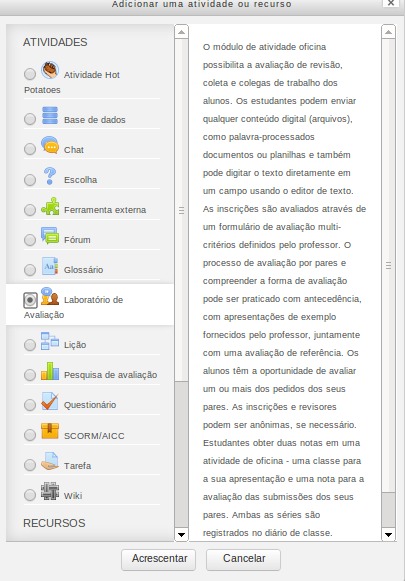 Adicionar uma atividade ou recurso
ATIVIDADES
Atividade Hot
Potatoes
Base de dados
Chat
Escolha
Ferramenta externa
Fórum
Glossário
Laboratório de
Avaliação
Lição
Pesquisa de avaliação
Questionário
SCORM/AICC
Tarefa
Wiki
RECURSOS
O módulo de atividade oficina
possibilita a avaliação de revisão,
coleta e colegas de trabalho dos
alunos. Os estudantes podem enviar
qualquer conteúdo digital (arquivos),
como palavra-processados
documentos ou planilhas e também
pode digitar o texto diretamente em
um campo usando o editor de texto.
As inscrições são avaliados através de
um formulário de avaliação multi-
critérios definidos pelo professor. O
processo de avaliação por pares e
compreender a forma de avaliação
pode ser praticado com antecedência,
com apresentações de exemplo
fornecidos pelo professor, juntamente
com uma avaliação de referência. Os
alunos têm a oportunidade de avaliar
um ou mais dos pedidos dos seus
pares. As inscrições e revisores
podem ser anônimas, se necessário.
Estudantes obter duas notas em uma
atividade de oficina - uma classe para
a sua apresentação e uma nota para a
avaliação das submissões dos seus
pares. Ambas as séries são
registrados no diário de classe.
Acrescentar
Cancelar